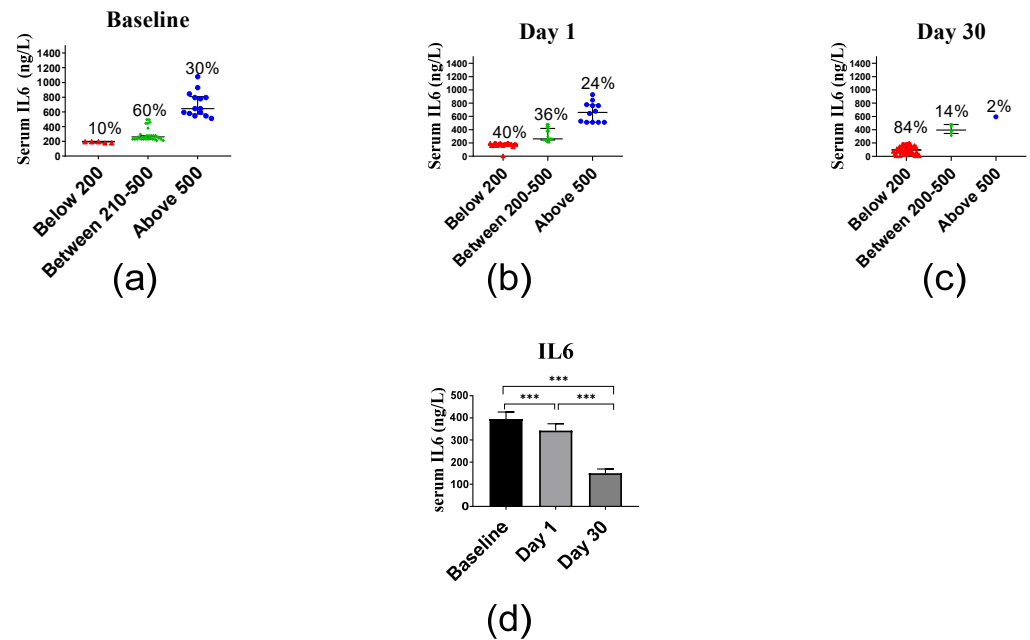 Baseline
Serum IL6 (ng/L)
1400
1200
1000
800
600
400
200
0
10%
60%
30%
Below 200
Between 210-500
Above 500
(a)
Day 1
Serum IL6 (ng/L)
1400
1200
1000
800
600
400
200
0
40%
36%
24%
Below 200
Between 200-500
Above 500
(b)
Day 30
Serum IL6 (ng/L)
1400
1200
1000
800
600
400
200
0
84%
14%
2%
Below 200
Between 200-500
Above 500
(c)
IL6
serum IL6 (ng/L)
500
400
300
200
100
0
***
***
***
Baseline
Day 1
Day 30
(d)